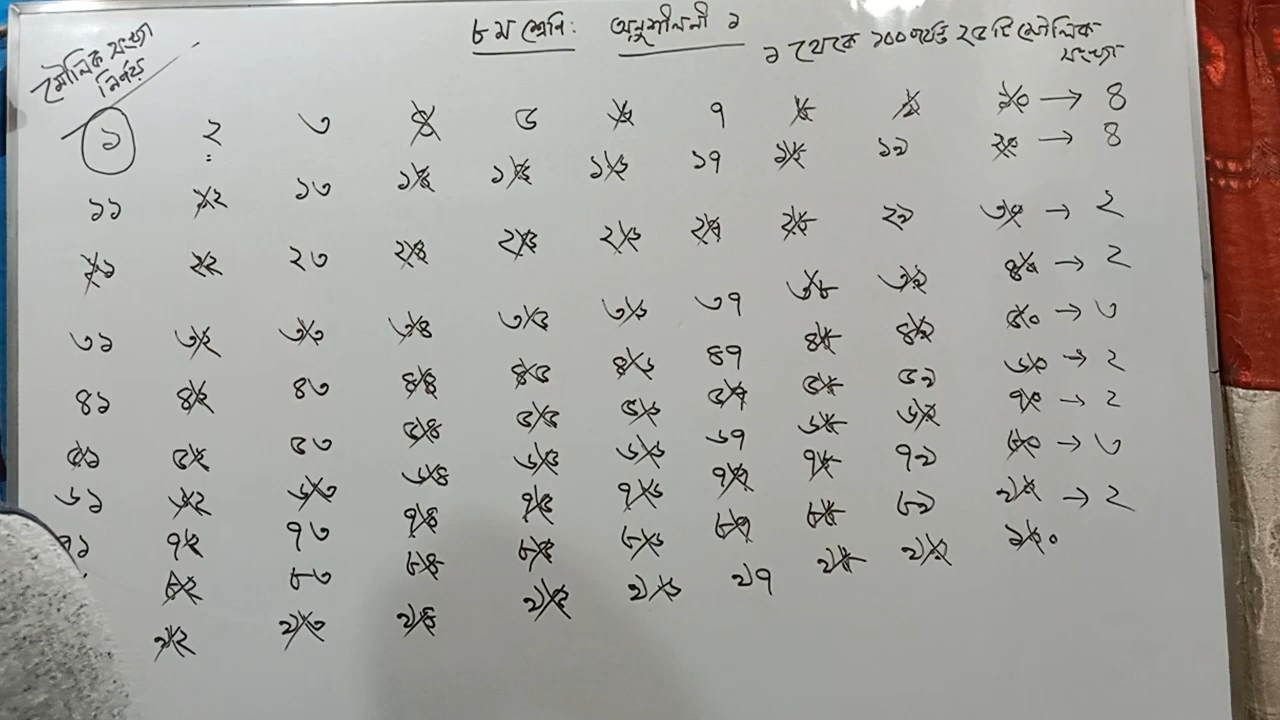 মৌলিক সংখ্যা
নির্ণয়
৮ম শ্রেনি: অনুশীলনী ১
১ থেকে ১০০ পর্যন্ত ২৫ টি মৌলিক
সংখ্যা
১ ২ ৩ ৪ ৫ ৬ ৭ ৮ ৯ ১০ → ৪
১১ ১২ ১৩ ১৪ ১৫ ১৬ ১৭ ১৮ ১৯ ২০ → ৪
২১ ২২ ২৩ ২৪ ২৫ ২৬ ২৭ ২৮ ২৯ ৩০ → ২
৩১ ৩২ ৩৩ ৩৪ ৩৫ ৩৬ ৩৭ ৩৮ ৩৯ ৪০ → ২
৪১ ৪২ ৪৩ ৪৪ ৪৫ ৪৬ ৪৭ ৪৮ ৪৯ ৫০ → ৩
৫১ ৫২ ৫৩ ৫৪ ৫৫ ৫৬ ৫৭ ৫৮ ৫৯ ৬০ → ২
৬১ ৬২ ৬৩ ৬৪ ৬৫ ৬৬ ৬৭ ৬৮ ৬৯ ৭০ → ২
৭১ ৭২ ৭৩ ৭৪ ৭৫ ৭৬ ৭৭ ৭৮ ৭৯ ৮০ → ৩
৮২ ৮৩ ৮৪ ৮৫ ৮৬ ৮৭ ৮৮ ৮৯ ৯০ → ২
৯২ ৯৩ ৯৪ ৯৫ ৯৬ ৯৭ ৯৮ ৯৯ ১০০